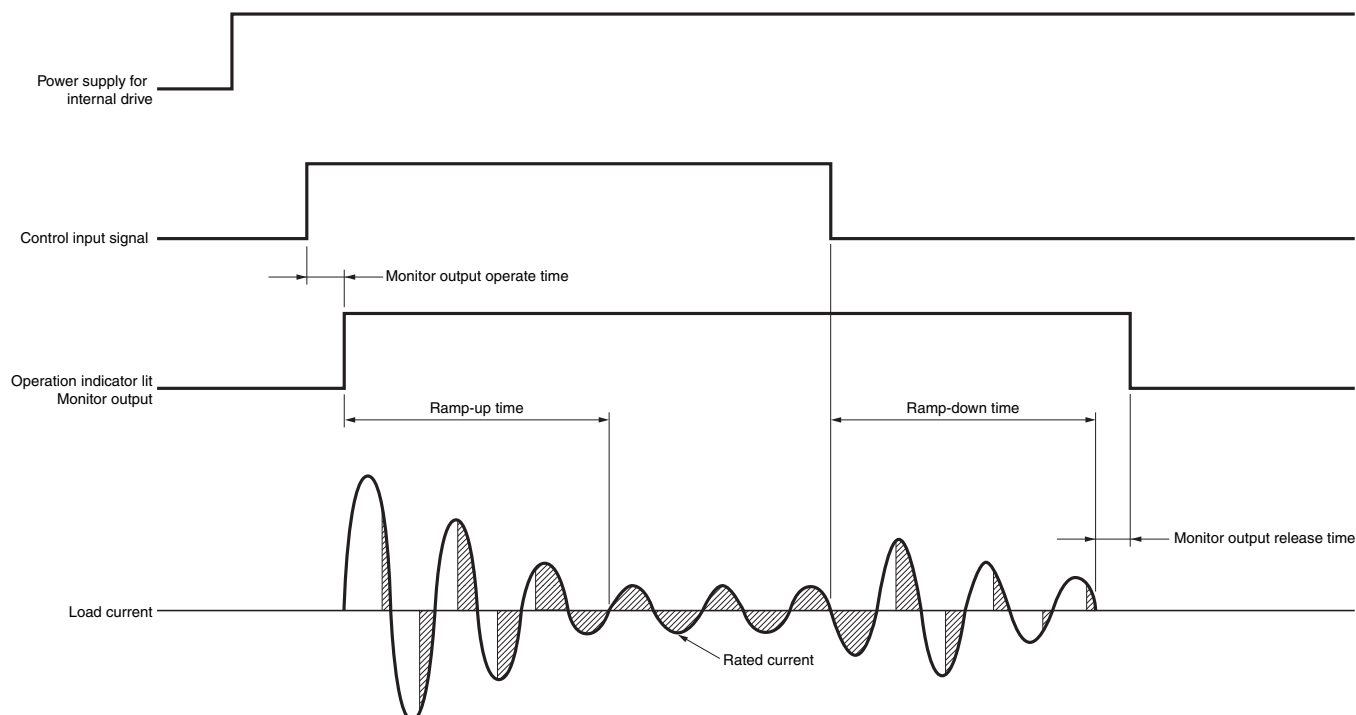 Power supply for
internal drive
Control input signal
Monitor output operate time
Operation indicator lit
Monitor output
Ramp-up time
Ramp-down time
Monitor output release time
Load current
Rated current